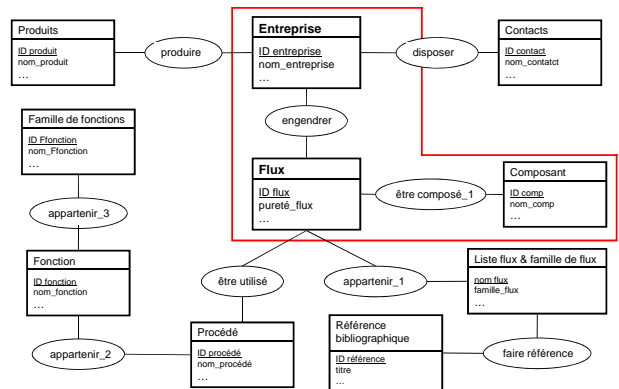 Produits
ID produit
nom_produit
...
produire
Entreprise
ID entreprise
nom_entreprise
...
disposer
Contacts
ID contact
nom_contatct
...
engendrer
Famille de fonctions
ID Ffonction
nom_Ffonction
...
Flux
ID flux
pureté_flux
...
être composé_1
Composant
ID comp
nom_comp
...
appartenir_3
Fonction
ID fonction
nom_fonction
...
être utilisé
appartenir_1
Liste flux & famille de flux
nom flux
famille_flux
...
appartenir_2
Procédé
ID procédé
nom_procédé
...
Référence
bibliographique
ID référence
titre
...
faire référence